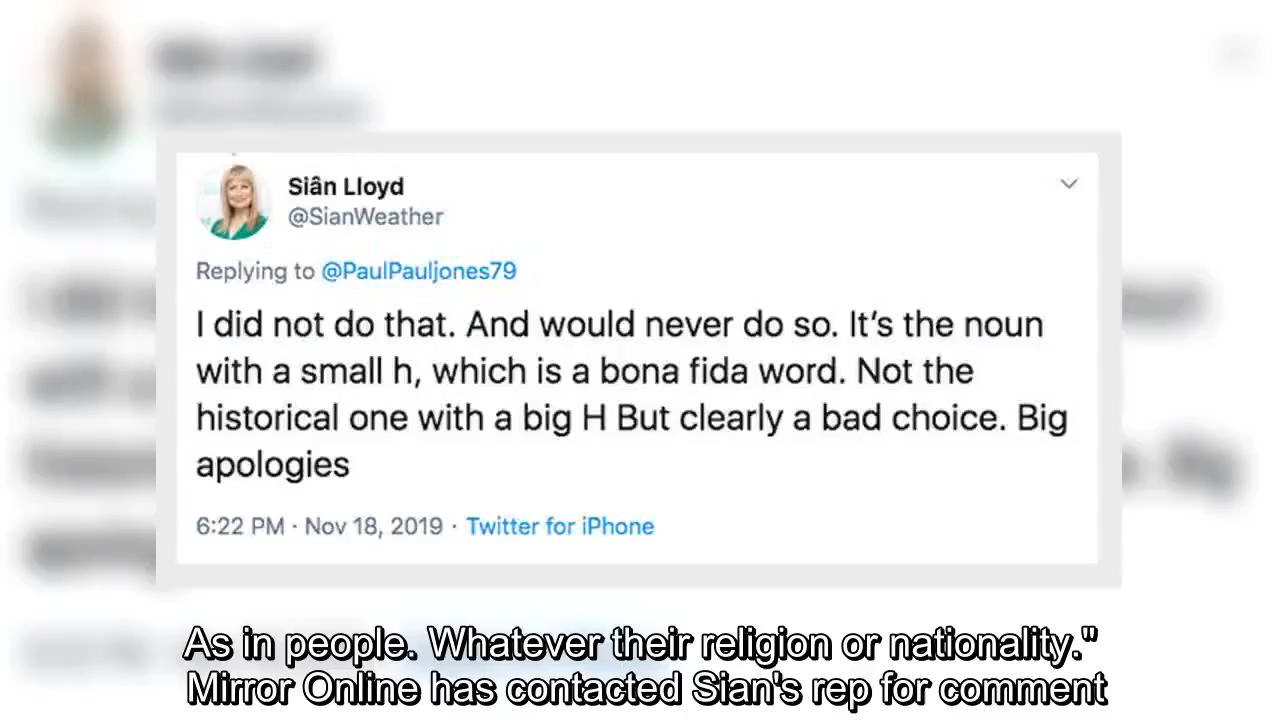 Siân Lloyd
@SianWeather
Replying to @PaulPauljones79
I did not do that. And would never do so. It’s the noun
with a small h, which is a bona fida word. Not the
historical one with a big H But clearly a bad choice. Big
apologies
6:22 PM · Nov 18, 2019 · Twitter for iPhone
As in people. Whatever their religion or nationality."
Mirror Online has contacted Sian's rep for comment